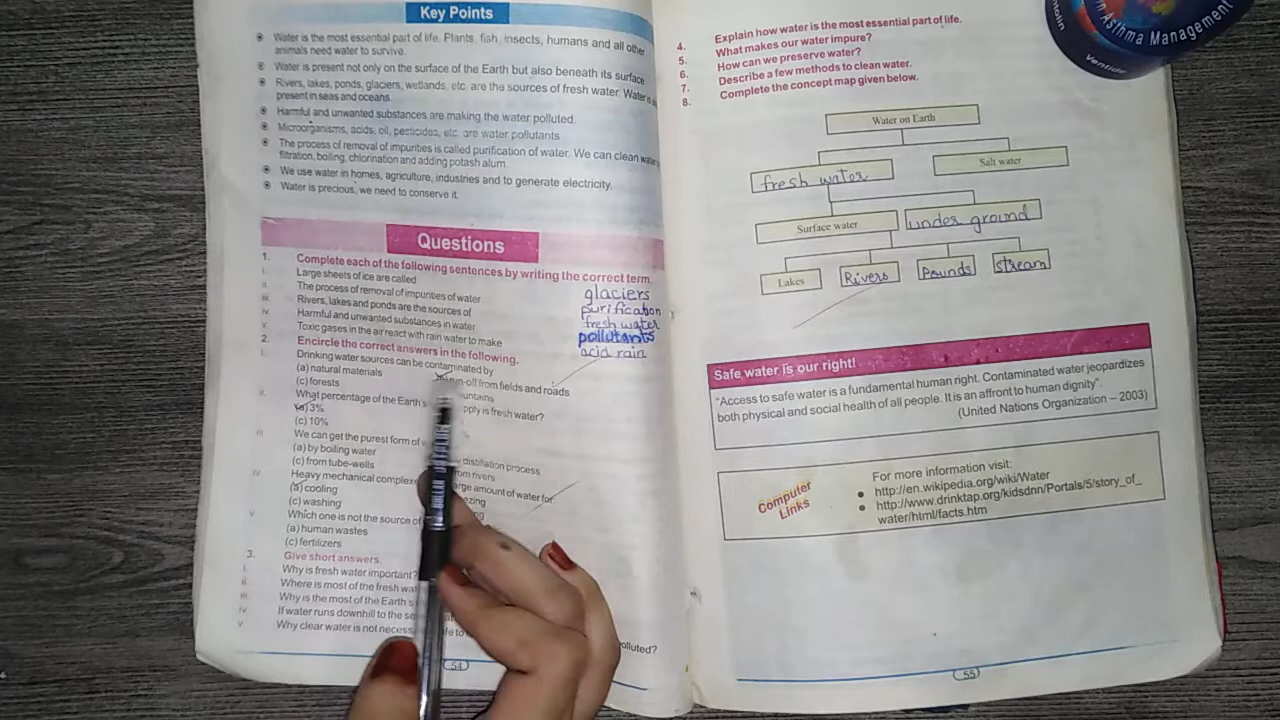 Key Points
Water is the most essential part of life. Plants, fish, insects, humans and all other
animals need water to survive.
Water is present not only on the surface of the Earth but also beneath its surface
Rivers, lakes, ponds, glaciers, wetlands, etc. are the sources of fresh water. Water is
present in seas and oceans.
Harmful and unwanted substances are making the water polluted.
Microorganisms, acids, oil, pesticides, etc. are water pollutants
The process of removal of impurities is called purification of water. We can clean water
filtration, boiling, chlorination and adding potash alum.
We use water in homes, agriculture, industries and to generate electricity.
Water is precious, we need to conserve it.
Questions
1. Complete each of the following sentences by writing the correct term.
i. Large sheets of ice are called glaciers
ii. The process of removal of impurities of water purification
iii. Rivers, lakes and ponds are the sources of fresh water
iv. Harmful and unwanted substances in water pollutants
v. Toxic gases in the air react with rain water to make acid rain
2. Encircle the correct answers in the following.
i. Drinking water sources can be contaminated by
(a) natural materials run-off from fields and roads
(c) forests
ii. What percentage of the Earth's fresh water?
(a) 3%
(c) 10%
iii We can get the purest form of
(a) by boiling water distillation process
(c) from tube-wells from rivers
iv. Heavy mechanical large amount of water for
(a) cooling
(c) washing
v Which one is not the source of
(a) human wastes
(c) fertilizers
3. Give short answers.
i. Why is fresh water important?
ii. Where is most of the fresh
iii. Why is the most of the Earth's
iv If water runs downhill to the
v. Why clear water is not polluted?
54
4. Explain how water is the most essential part of life.
5. What makes our water impure?
6. How can we preserve water?
7. Describe a few methods to clean water.
8. Complete the concept map given below.
Water on Earth
fresh water Salt water
Surface water under ground
Lakes Rivers Pounds stream
Safe water is our right!
"Access to safe water is a fundamental human right. Contaminated water jeopardizes
both physical and social health of all people. It is an affront to human dignity".
(United Nations Organization – 2003)
Computer
Links
For more information visit:
http://en.wikipedia.org/wiki/Water
http://www.drinktap.org/kidsdnn/Portals/5/story_of_
water/html/facts.htm
55
in Asthma Management
Ventolin